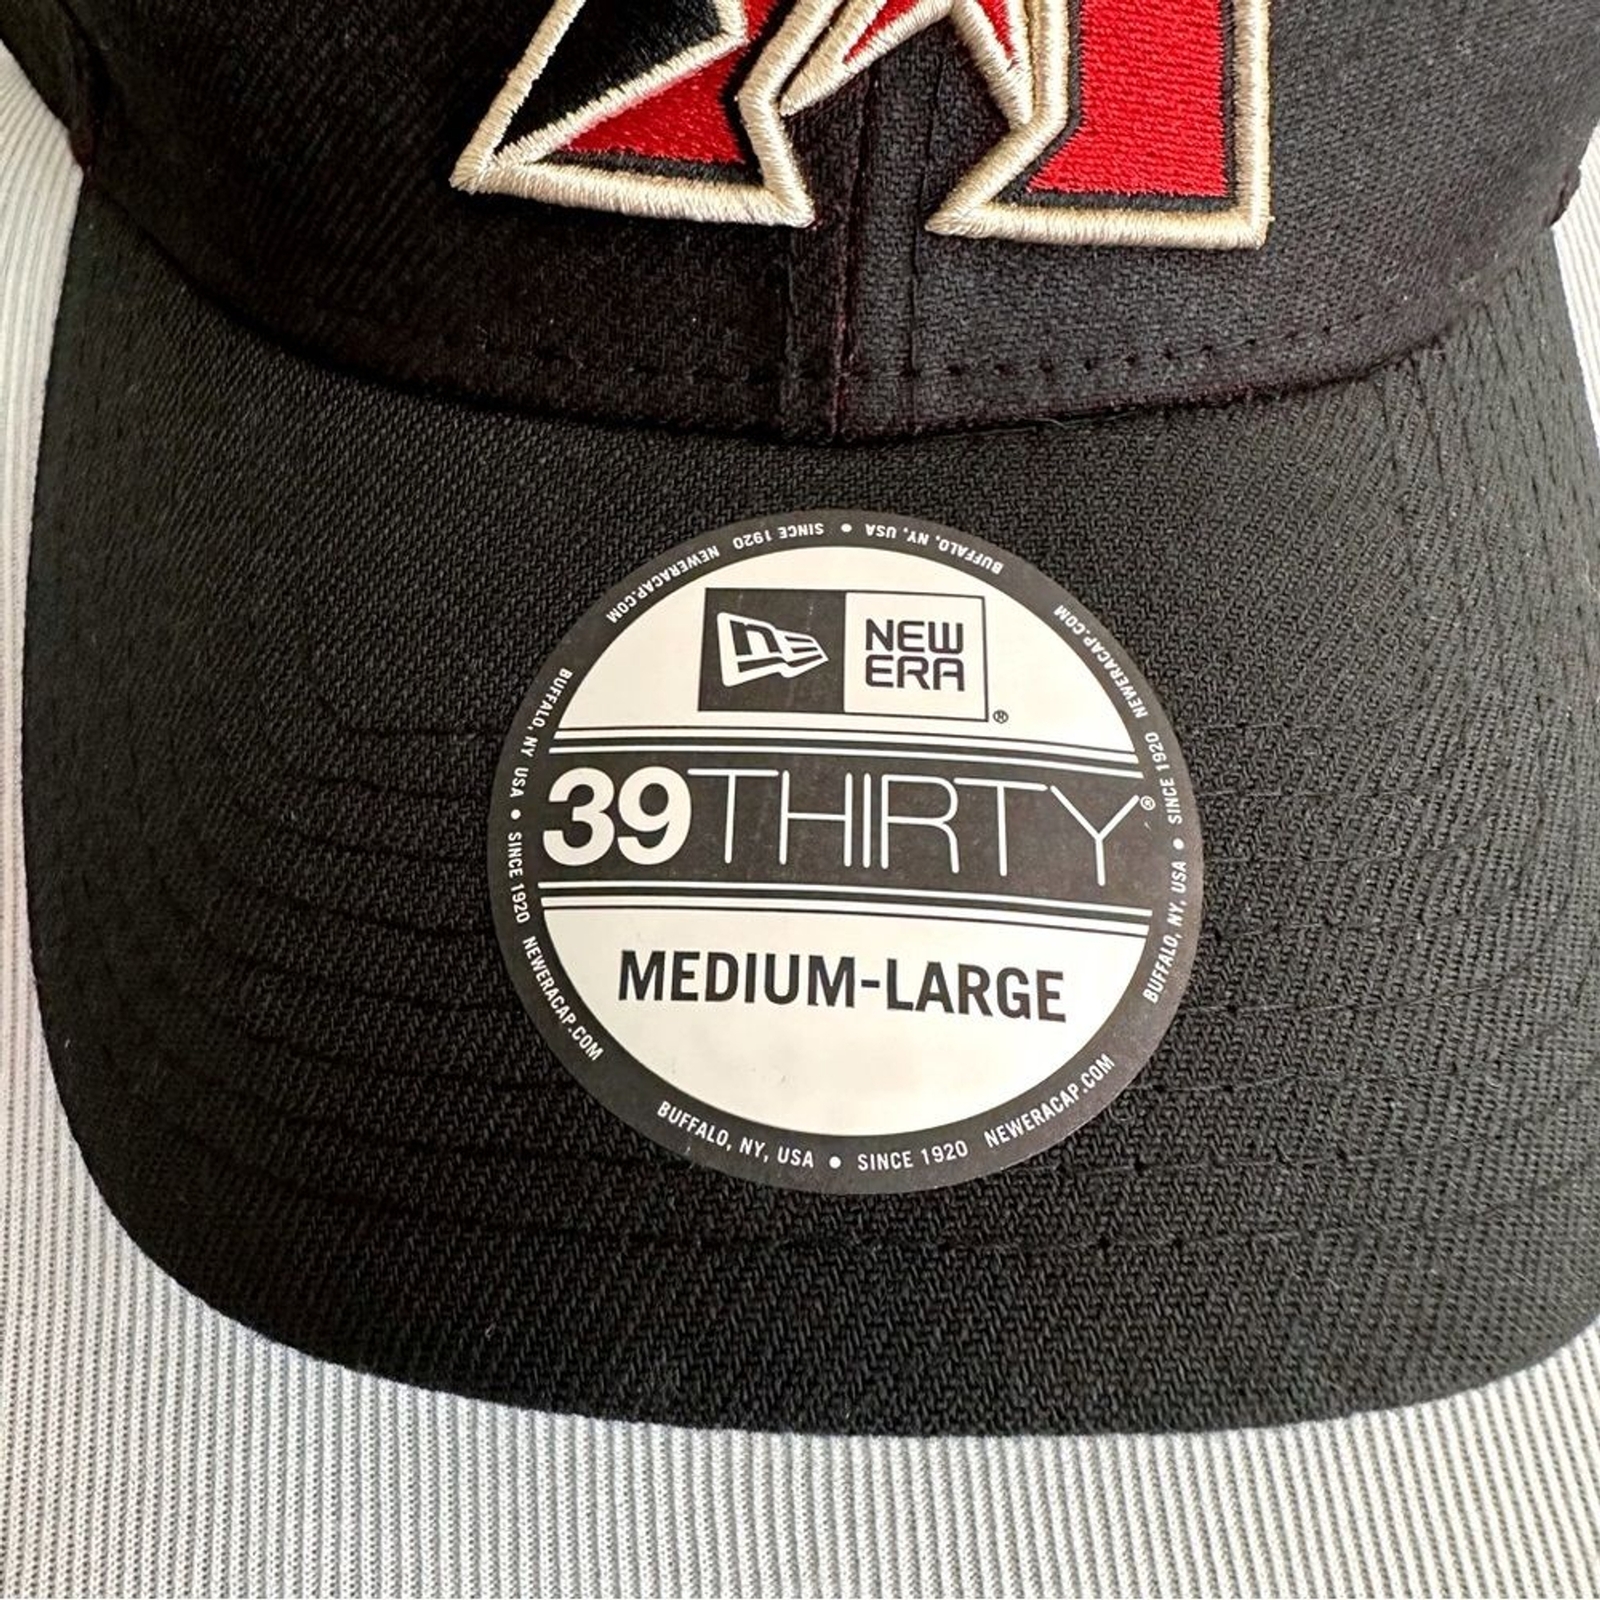 NEW
ERA
®
39THIRTY®
MEDIUM-LARGE
BUFFALO, NY, USA • SINCE 1920 NEWERACAP.COM
BUFFALO, NY, USA • SINCE 1920 NEWERACAP.COM
BUFFALO, NY, USA • SINCE 1920 NEWERACAP.COM
BUFFALO, NY USA • SINCE 1920 NEWERACAP.COM